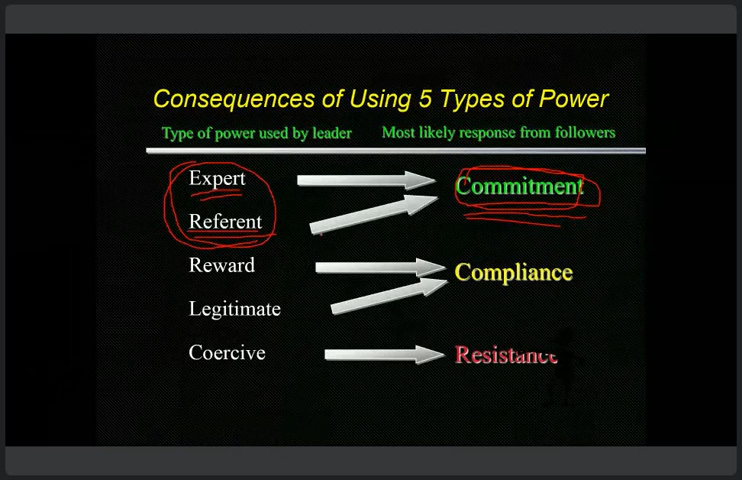 Consequences of Using 5 Types of Power
Type of power used by leader Most likely response from followers
Expert Commitment
Referent
Reward Compliance
Legitimate
Coercive Resistance